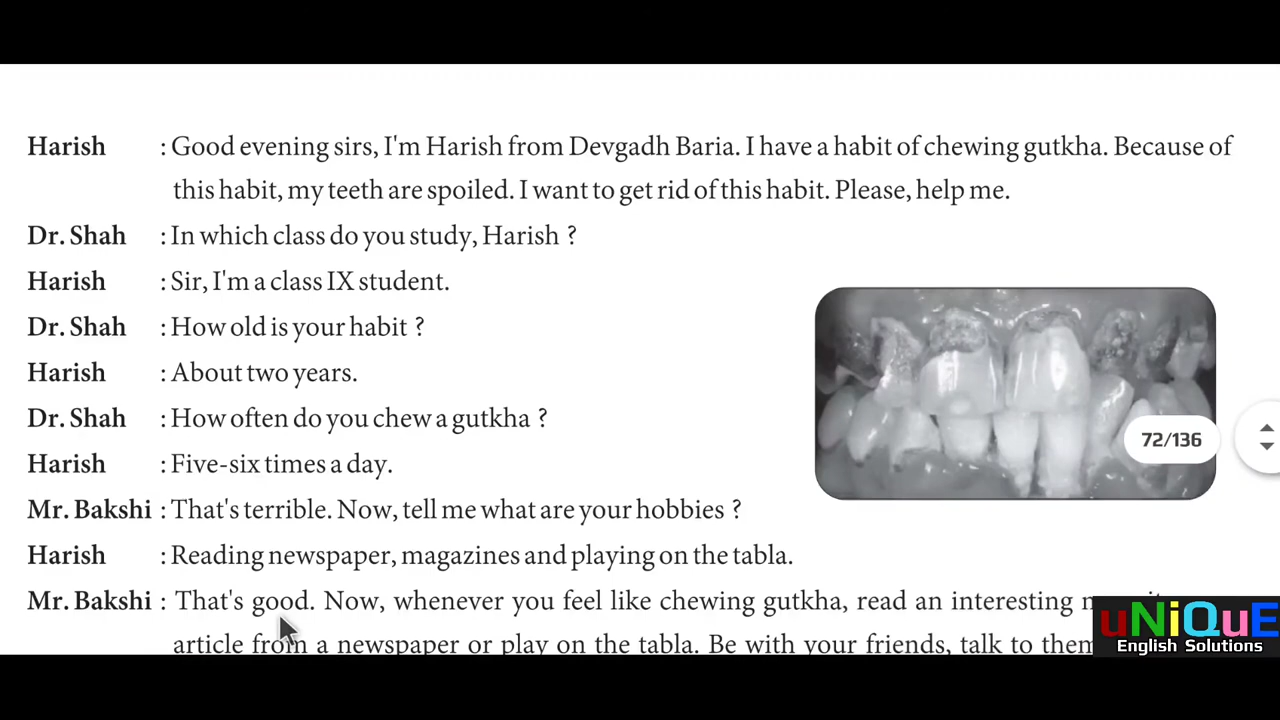 Harish : Good evening sirs, I'm Harish from Devgadh Baria. I have a habit of chewing gutkha. Because of
this habit, my teeth are spoiled. I want to get rid of this habit. Please, help me.
Dr. Shah : In which class do you study, Harish ?
Harish : Sir, I'm a class IX student.
Dr. Shah : How old is your habit ?
Harish : About two years.
Dr. Shah : How often do you chew a gutkha ?
Harish : Five-six times a day.
72/136
Mr. Bakshi : That's terrible. Now, tell me what are your hobbies ?
Harish : Reading newspaper, magazines and playing on the tabla.
Mr. Bakshi : That's good. Now, whenever you feel like chewing gutkha, read an interesting
article from a newspaper or play on the tabla. Be with your friends, talk to them
uNiQuE
English Solutions